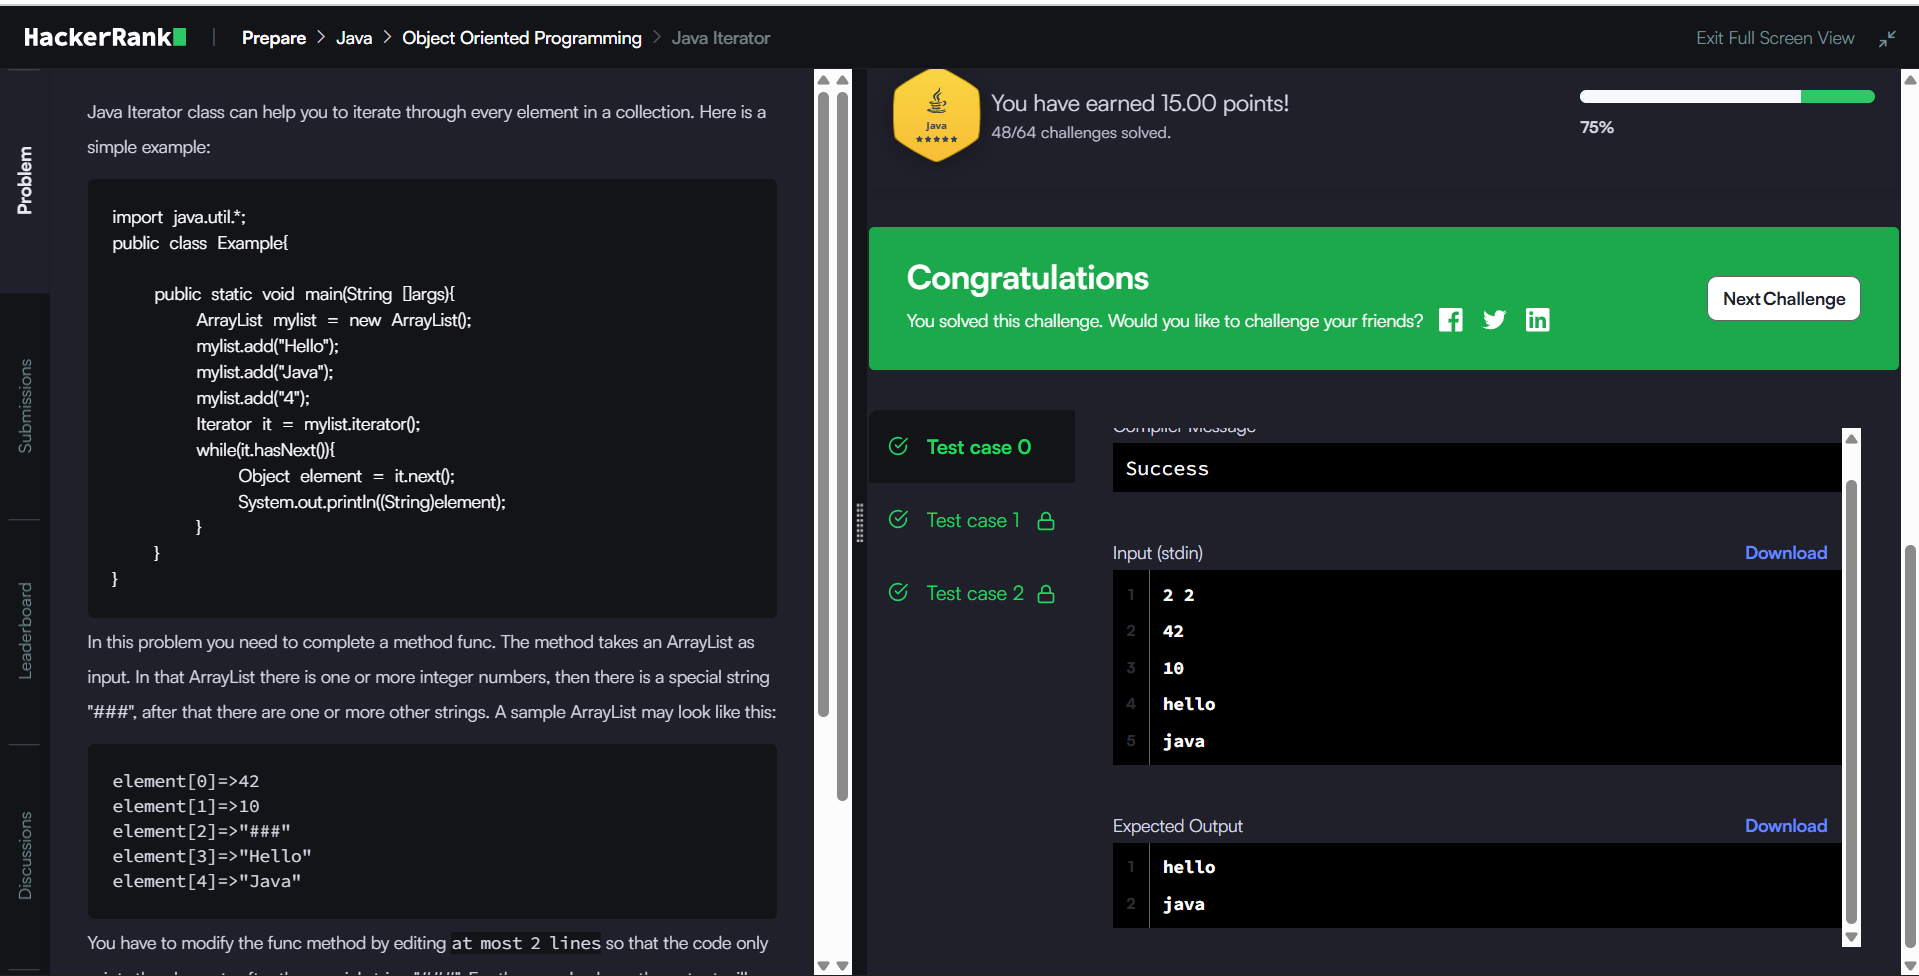 HackerRank
Prepare > Java > Object Oriented Programming > Java Iterator
Exit Full Screen View
Problem
Submissions
Leaderboard
Discussions
Java Iterator class can help you to iterate through every element in a collection. Here is a
simple example:
import java.util.*;
public class Example{
public static void main(String []args){
ArrayList mylist = new ArrayList();
mylist.add("Hello");
mylist.add("Java");
mylist.add("4");
Iterator it = mylist.iterator();
while(it.hasNext()){
Object element = it.next();
System.out.println((String)element);
}
}
}
In this problem you need to complete a method func. The method takes an ArrayList as
input. In that ArrayList there is one or more integer numbers, then there is a special string
"###", after that there are one or more other strings. A sample ArrayList may look like this:
element[0]=>42
element[1]=>10
element[2]=>"###"
element[3]=>"Hello"
element[4]=>"Java"
You have to modify the func method by editing at most 2 lines so that the code only
Java
You have earned 15.00 points!
48/64 challenges solved.
75%
Congratulations
You solved this challenge. Would you like to challenge your friends?
Next Challenge
Test case 0
Test case 1
Test case 2
Compiler Message
Success
Input (stdin)
Download
1 2 2
2 42
3 10
4 hello
5 java
Expected Output
Download
1 hello
2 java